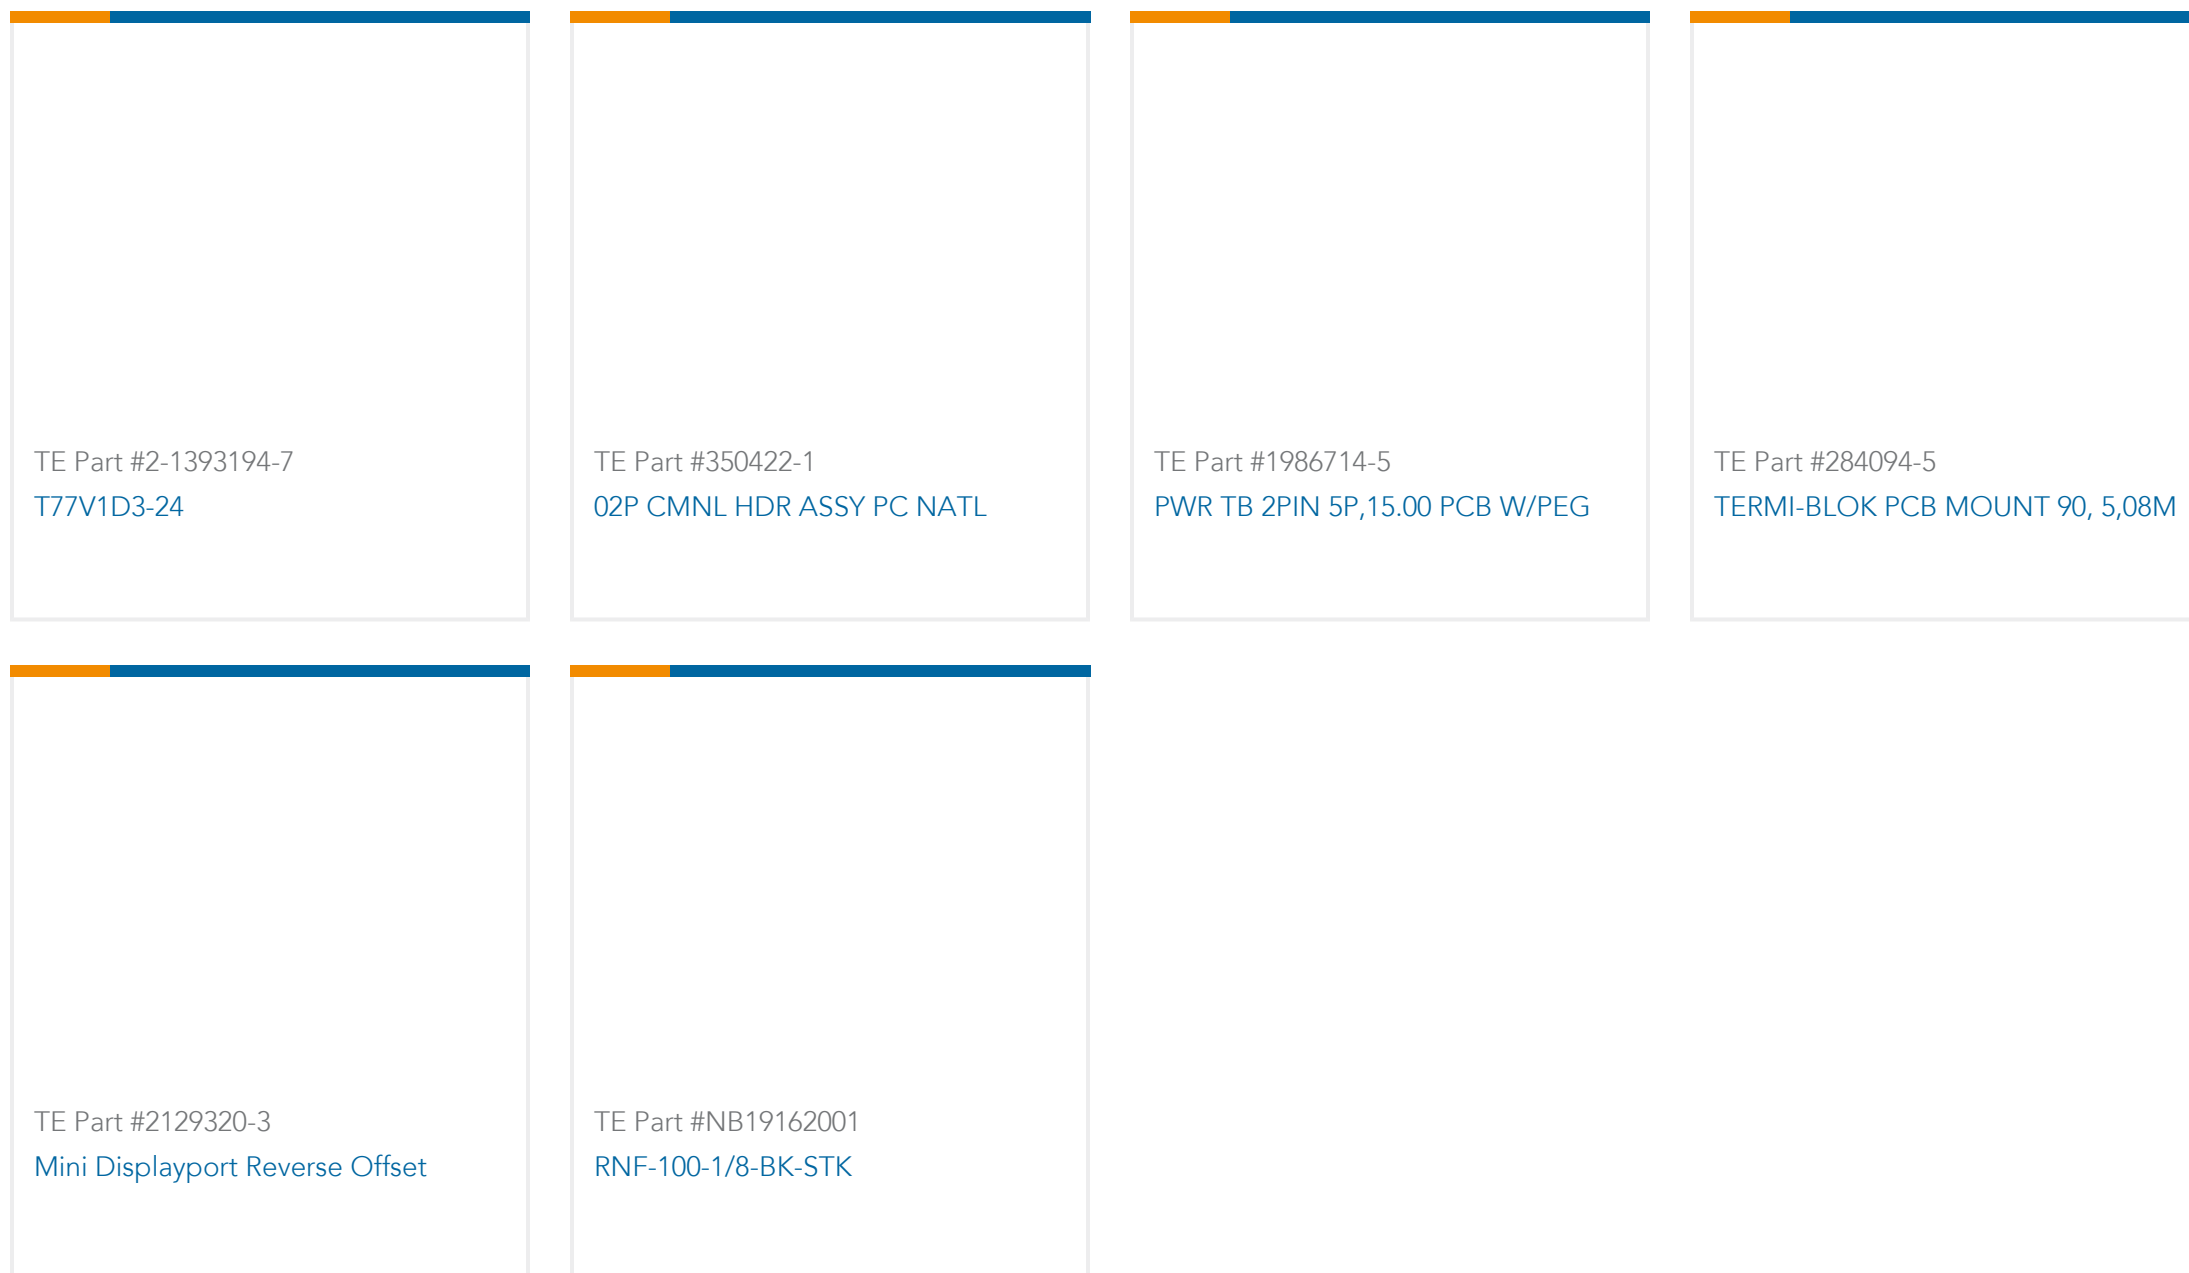 TE Part #2-1393194-7
T77V1D3-24
TE Part #350422-1
02P CMNL HDR ASSY PC NATL
TE Part #1986714-5
PWR TB 2PIN 5P,15.00 PCB W/PEG
TE Part #284094-5
TERMI-BLOK PCB MOUNT 90, 5,08M
TE Part #2129320-3
Mini Displayport Reverse Offset
TE Part #NB19162001
RNF-100-1/8-BK-STK